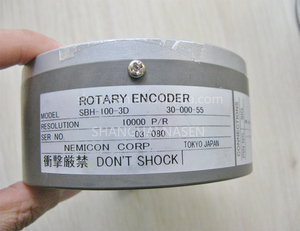 ROTARY ENCODER
MODEL SBH-100-3D 30-000-55
RESOLUTION 10000 P/R
SER NO. 03 08D
NEMICON CORP. TOKYO JAPAN
衝撃厳禁 DON'T SHOCK